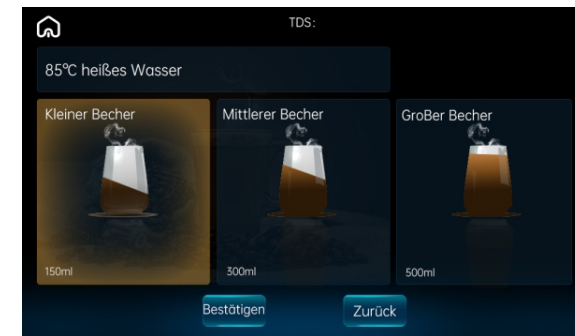 TDS:
85℃ heißes Wasser
Kleiner Becher
Mittlerer Becher
GroBer Becher
150ml
300ml
500ml
Bestätigen
Zurück